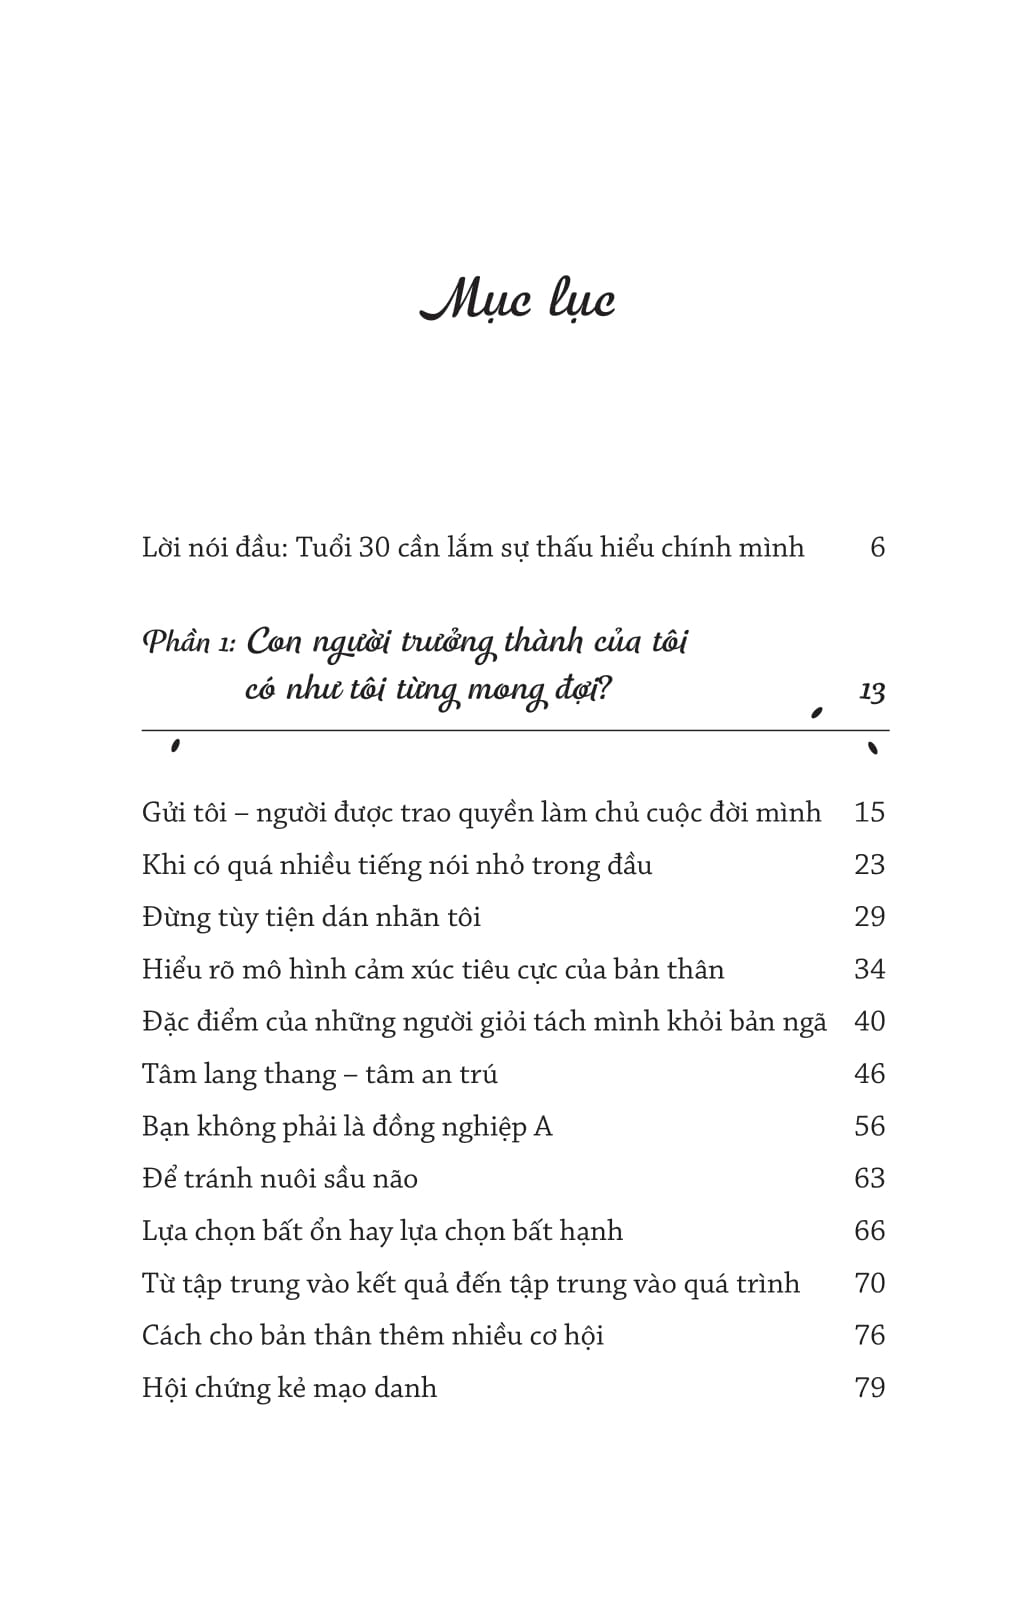 Mục lục
Lời nói đầu: Tuổi 30 cần lắm sự thấu hiểu chính mình 6
Phần 1: Con người trưởng thành của tôi
có như tôi từng mong đợi? 13
Gửi tôi – người được trao quyền làm chủ cuộc đời mình 15
Khi có quá nhiều tiếng nói nhỏ trong đầu 23
Đừng tùy tiện dán nhãn tôi 29
Hiểu rõ mô hình cảm xúc tiêu cực của bản thân 34
Đặc điểm của những người giỏi tách mình khỏi bản ngã 40
Tâm lang thang – tâm an trú 46
Bạn không phải là đồng nghiệp A 56
Để tránh nuôi sầu não 63
Lựa chọn bất ổn hay lựa chọn bất hạnh 66
Từ tập trung vào kết quả đến tập trung vào quá trình 70
Cách cho bản thân thêm nhiều cơ hội 76
Hội chứng kẻ mạo danh 79